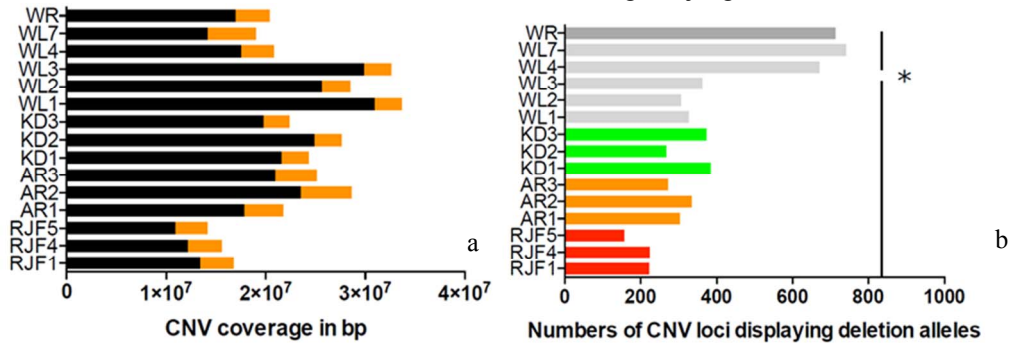 WR
WL7
WL4
WL3
WL2
WL1
KD3
KD2
KD1
AR3
AR2
AR1
RJF5
RJF4
RJF1
0
1×10⁷
2×10⁷
3×10⁷
4×10⁷
CNV coverage in bp
a
WR
WL7
WL4
WL3
WL2
WL1
KD3
KD2
KD1
AR3
AR2
AR1
RJF5
RJF4
RJF1
0
200
400
600
800
1000
Numbers of CNV loci displaying deletion alleles
*
b